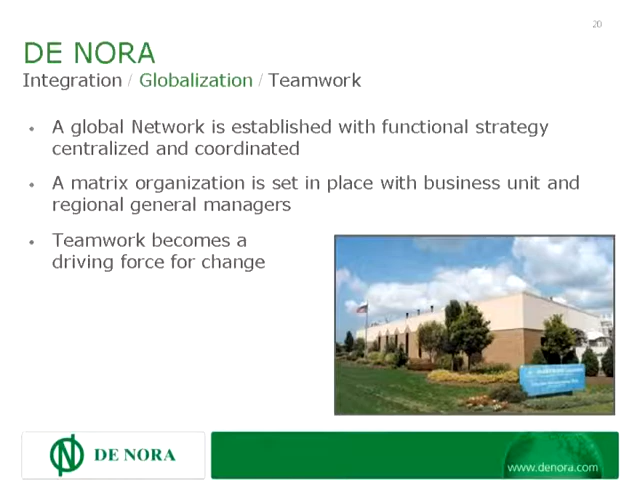 20
DE NORA
Integration / Globalization / Teamwork
• A global Network is established with functional strategy
centralized and coordinated
• A matrix organization is set in place with business unit and
regional general managers
• Teamwork becomes a
driving force for change
DE NORA
www.denora.com